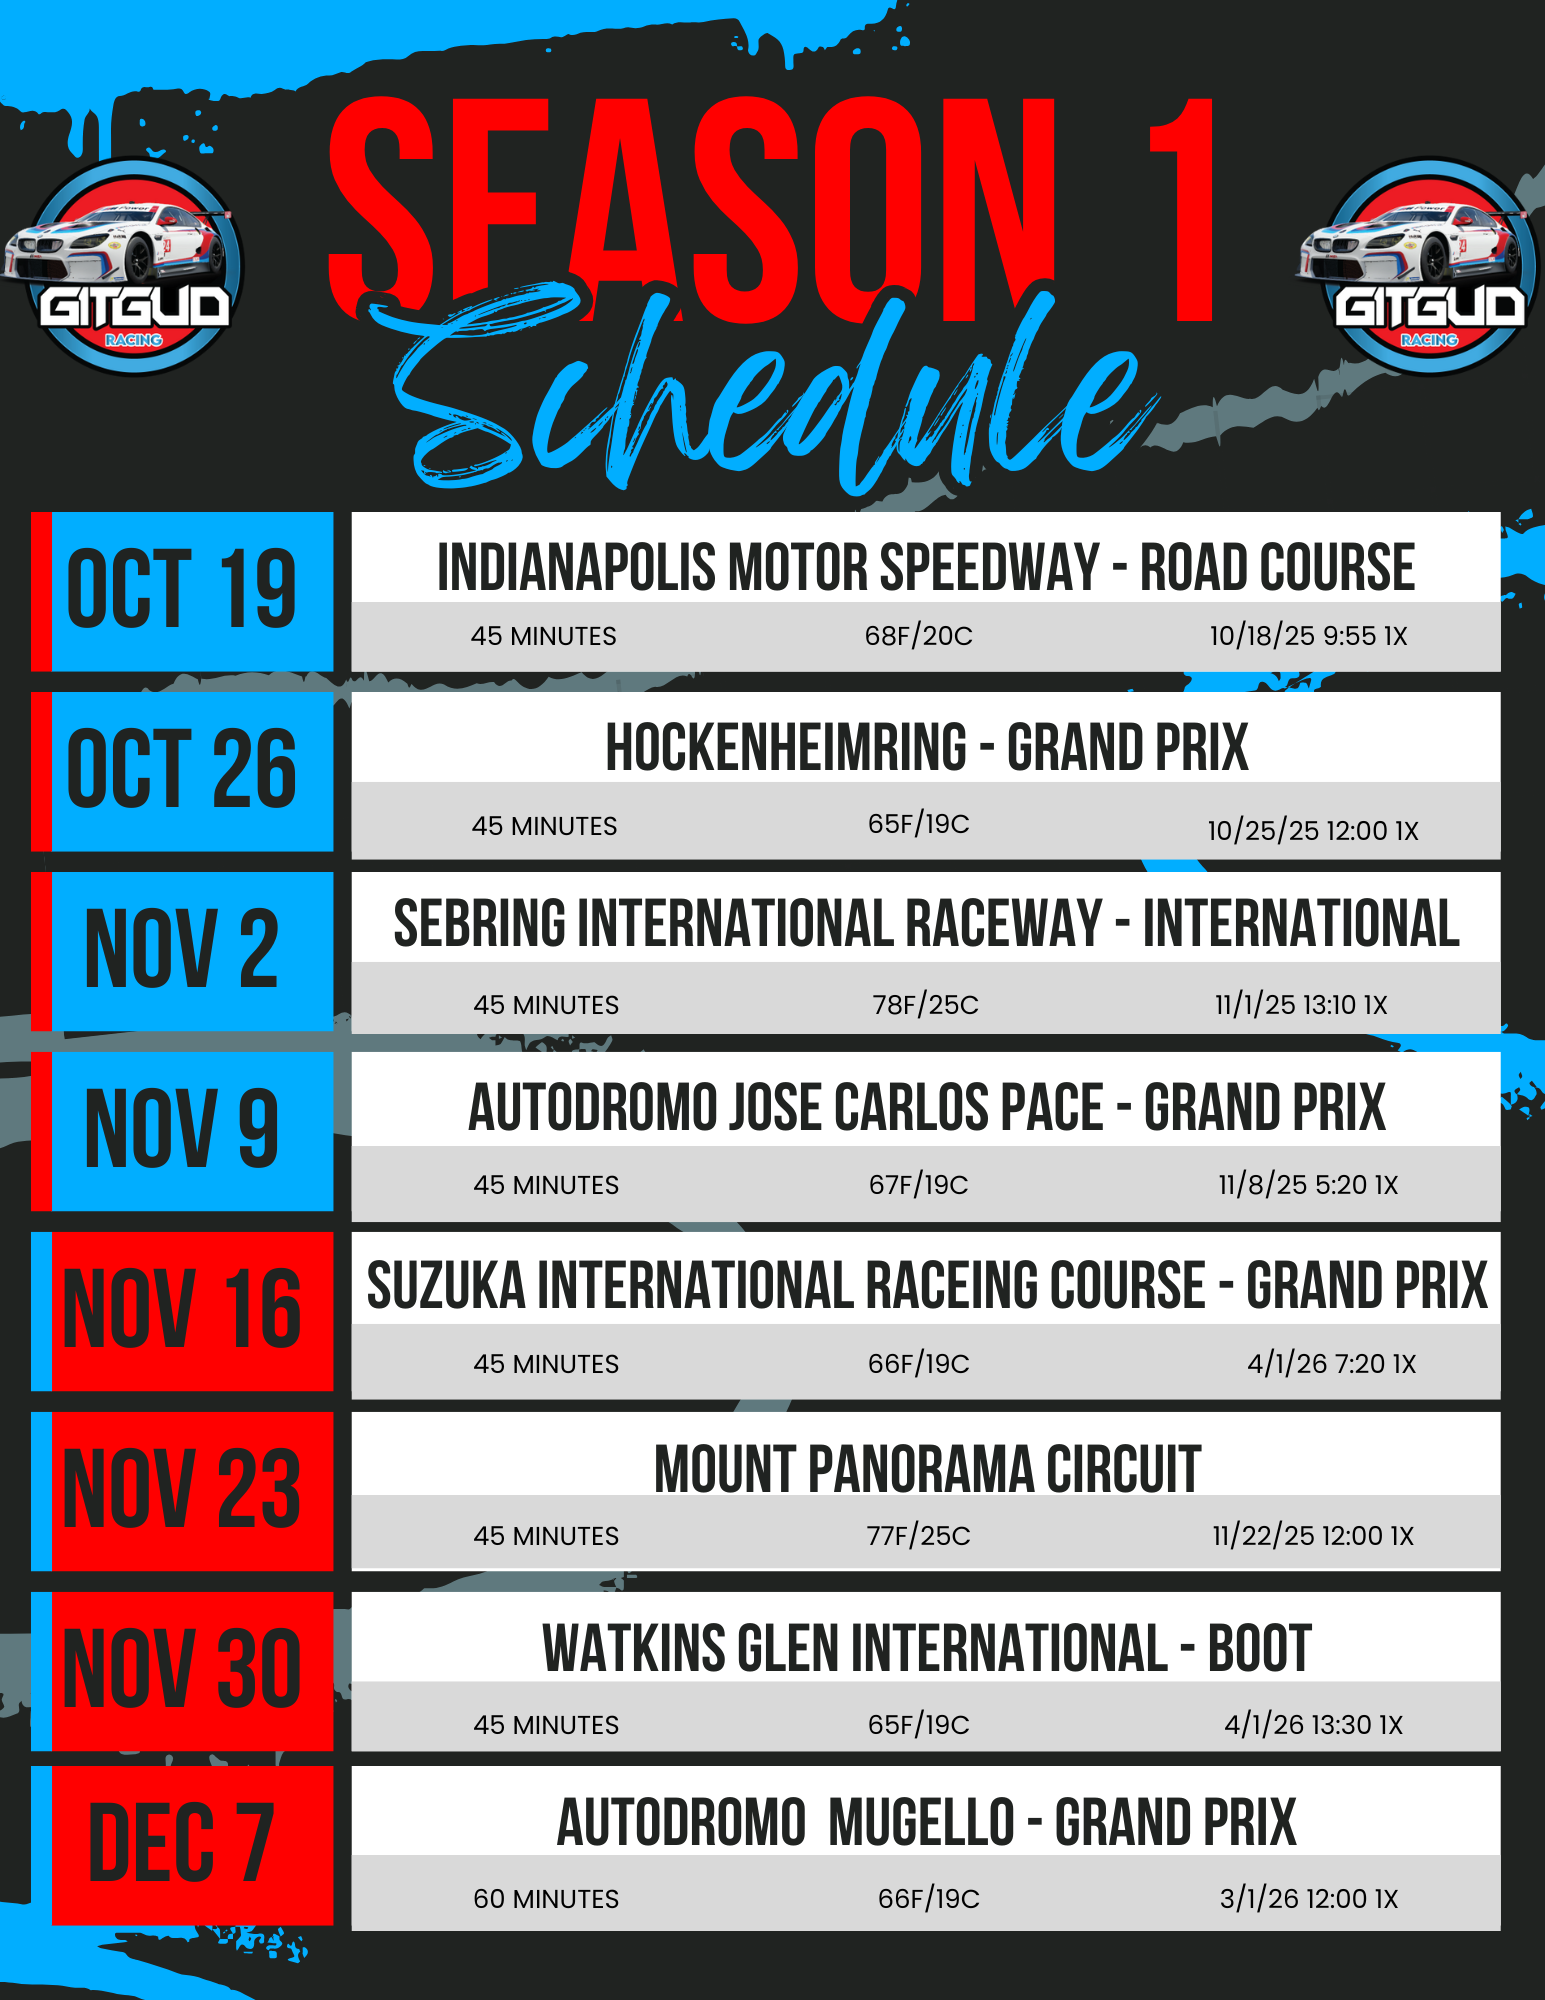 SEASON 1
Schedule
GITGUD
RACING
GITGUD
RACING
OCT 19
INDIANAPOLIS MOTOR SPEEDWAY - ROAD COURSE
45 MINUTES 68F/20C 10/18/25 9:55 1X
OCT 26
HOCKENHEIMRING - GRAND PRIX
45 MINUTES 65F/19C 10/25/25 12:00 1X
NOV 2
SEBRING INTERNATIONAL RACEWAY - INTERNATIONAL
45 MINUTES 78F/25C 11/1/25 13:10 1X
NOV 9
AUTODROMO JOSE CARLOS PACE - GRAND PRIX
45 MINUTES 67F/19C 11/8/25 5:20 1X
NOV 16
SUZUKA INTERNATIONAL RACEING COURSE - GRAND PRIX
45 MINUTES 66F/19C 4/1/26 7:20 1X
NOV 23
MOUNT PANORAMA CIRCUIT
45 MINUTES 77F/25C 11/22/25 12:00 1X
NOV 30
WATKINS GLEN INTERNATIONAL - BOOT
45 MINUTES 65F/19C 4/1/26 13:30 1X
DEC 7
AUTODROMO MUGELLO - GRAND PRIX
60 MINUTES 66F/19C 3/1/26 12:00 1X